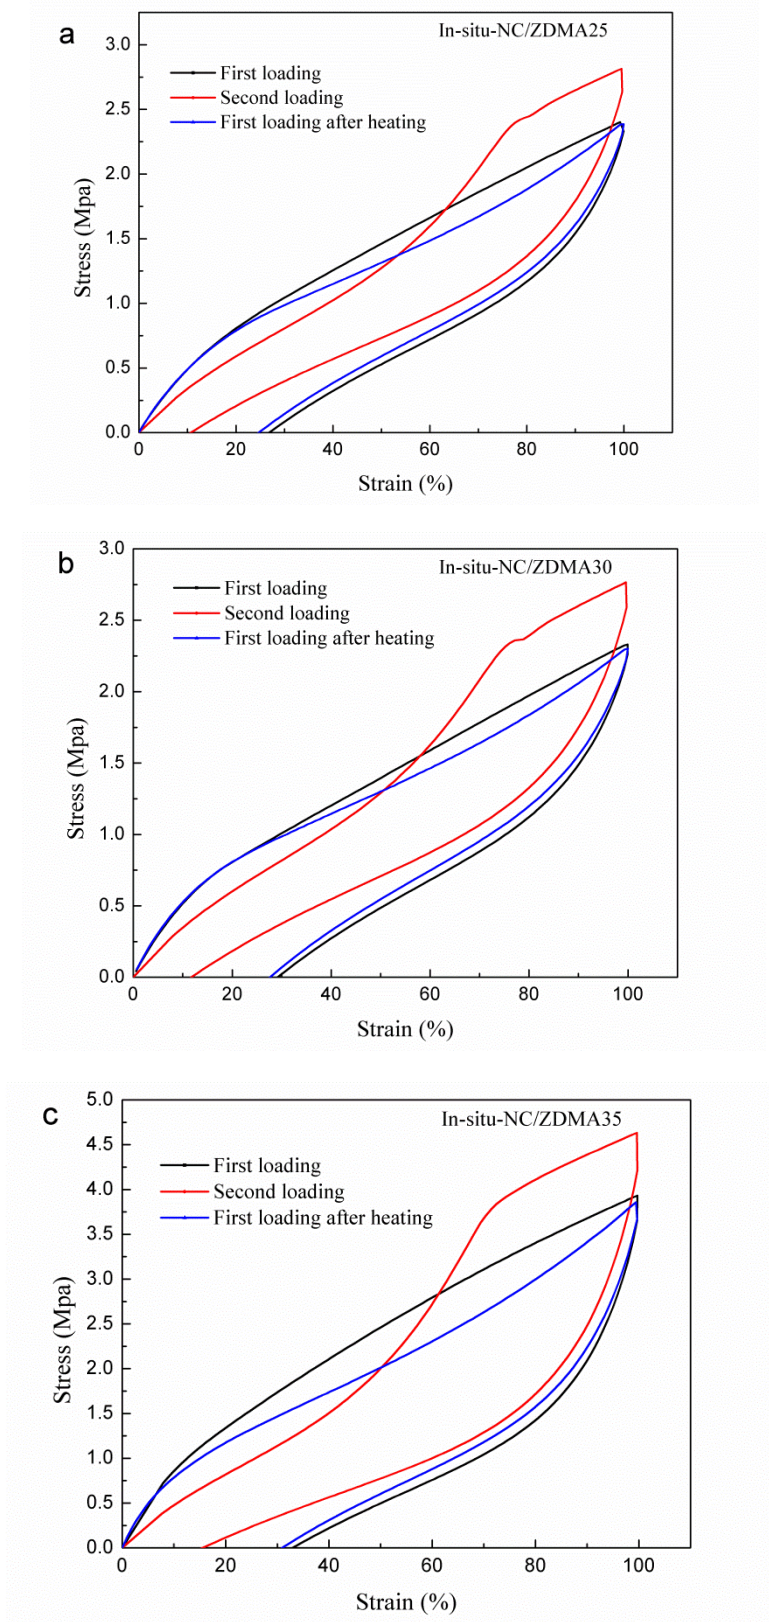 a
In-situ-NC/ZDMA25
First loading
Second loading
First loading after heating
3.0
2.5
2.0
1.5
1.0
0.5
0.0
Stress (Mpa)
0 20 40 60 80 100
Strain (%)
b
In-situ-NC/ZDMA30
First loading
Second loading
First loading after heating
3.0
2.5
2.0
1.5
1.0
0.5
0.0
Stress (Mpa)
0 20 40 60 80 100
Strain (%)
c
In-situ-NC/ZDMA35
First loading
Second loading
First loading after heating
5.0
4.5
4.0
3.5
3.0
2.5
2.0
1.5
1.0
0.5
0.0
Stress (Mpa)
0 20 40 60 80 100
Strain (%)